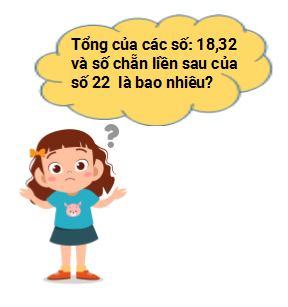 Tổng của các số: 18,32
và số chẵn liền sau của
số 22 là bao nhiêu?
?